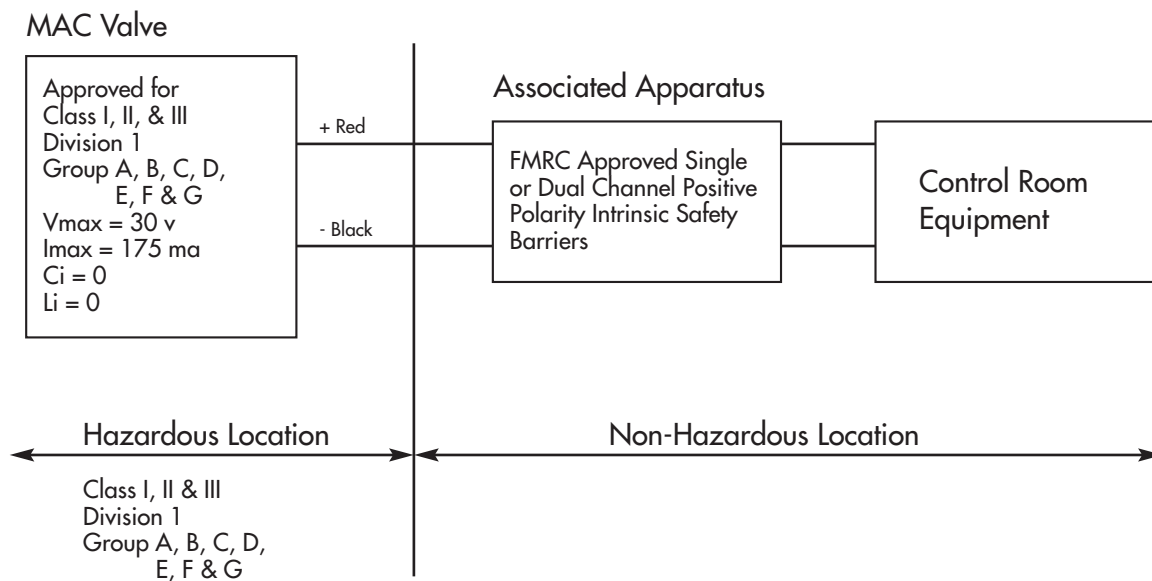 MAC Valve
Approved for
Class I, II, & III
Division 1
Group A, B, C, D,
E, F & G
Vmax = 30 v
Imax = 175 ma
Ci = 0
Li = 0
+ Red
- Black
Associated Apparatus
FMRC Approved Single
or Dual Channel Positive
Polarity Intrinsic Safety
Barriers
Control Room
Equipment
Hazardous Location
Non-Hazardous Location
Class I, II & III
Division 1
Group A, B, C, D,
E, F & G